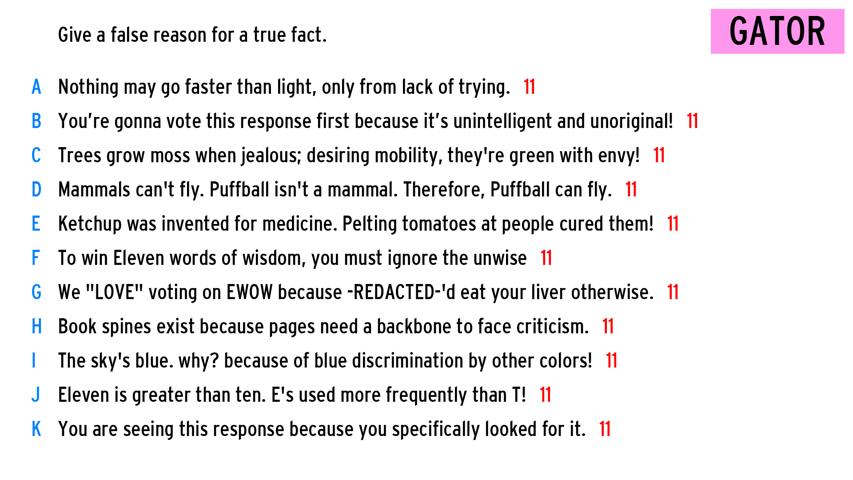 Give a false reason for a true fact.
GATOR
A Nothing may go faster than light, only from lack of trying. 11
B You’re gonna vote this response first because it’s unintelligent and unoriginal! 11
C Trees grow moss when jealous; desiring mobility, they're green with envy! 11
D Mammals can't fly. Puffball isn't a mammal. Therefore, Puffball can fly. 11
E Ketchup was invented for medicine. Pelting tomatoes at people cured them! 11
F To win Eleven words of wisdom, you must ignore the unwise 11
G We "LOVE" voting on EWOW because -REDACTED-'d eat your liver otherwise. 11
H Book spines exist because pages need a backbone to face criticism. 11
I The sky's blue. why? because of blue discrimination by other colors! 11
J Eleven is greater than ten. E's used more frequently than T! 11
K You are seeing this response because you specifically looked for it. 11